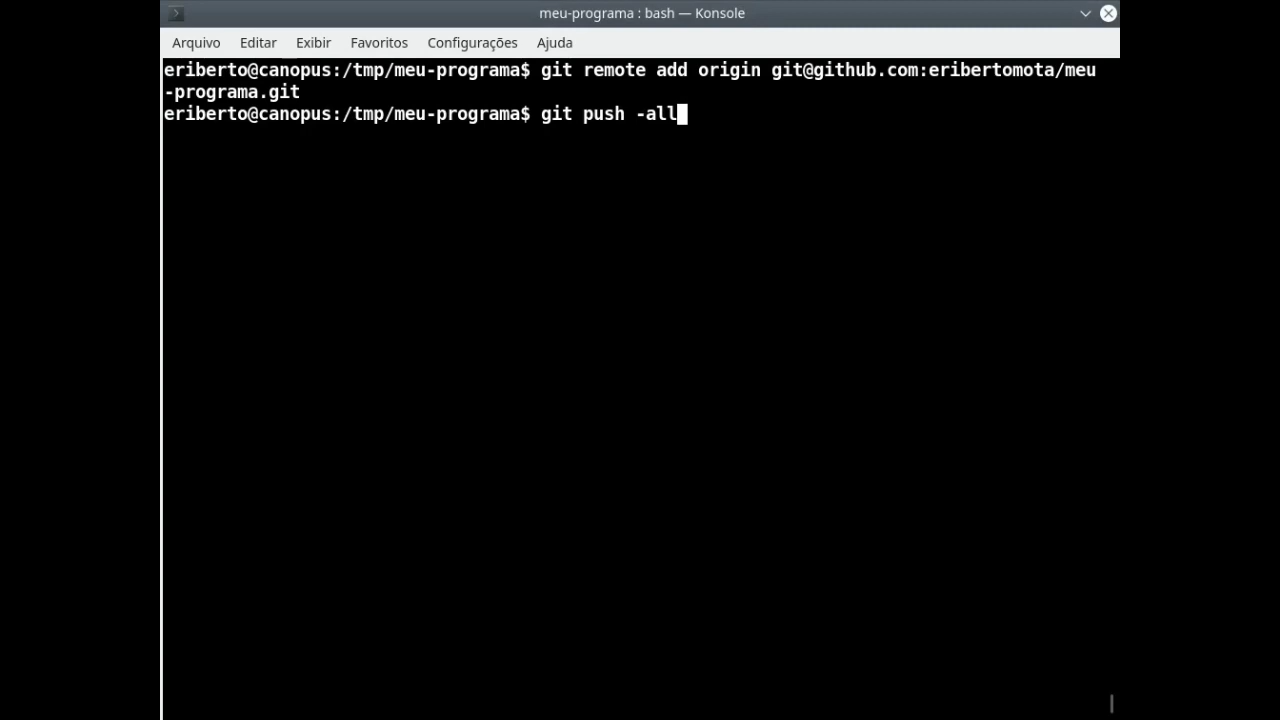 meu-programa : bash — Konsole
Arquivo Editar Exibir Favoritos Configurações Ajuda
eriberto@canopus:/tmp/meu-programa$ git remote add origin git@github.com:eribertomota/meu
-programa.git
eriberto@canopus:/tmp/meu-programa$ git push -all